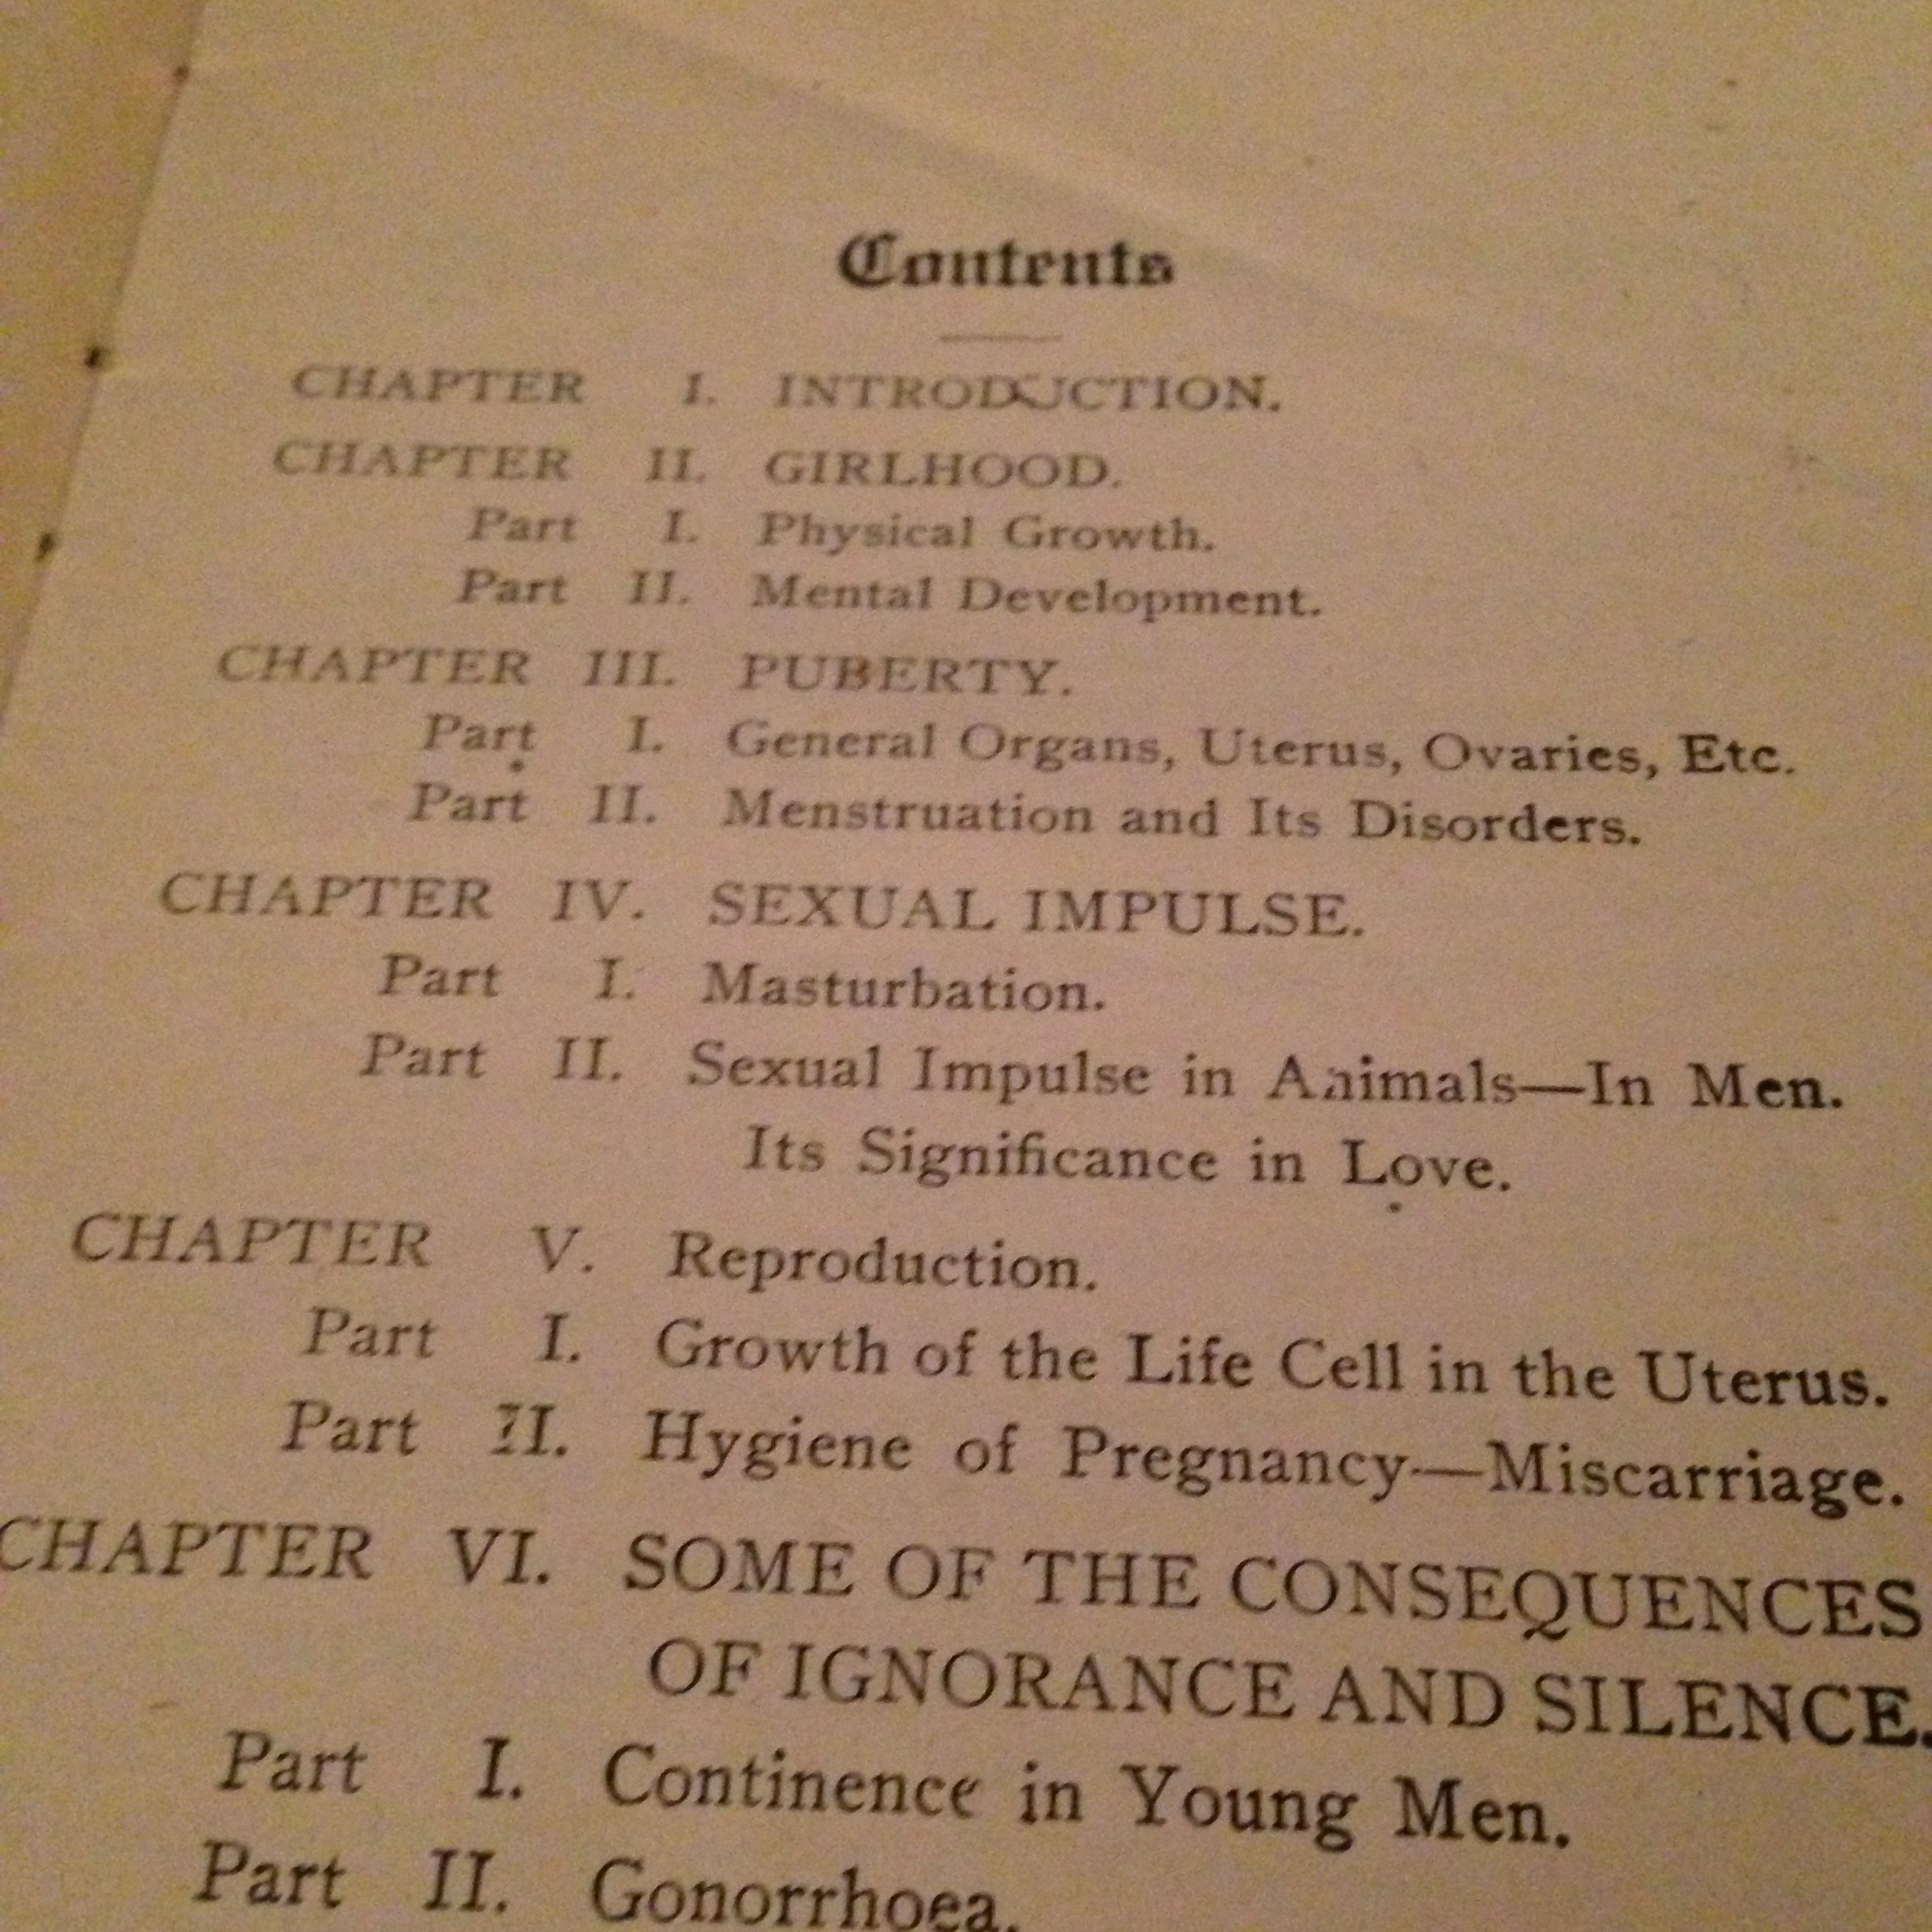 Contents
CHAPTER I. INTRODUCTION.
CHAPTER II. GIRLHOOD.
Part I. Physical Growth.
Part II. Mental Development.
CHAPTER III. PUBERTY.
Part I. General Organs, Uterus, Ovaries, Etc.
Part II. Menstruation and Its Disorders.
CHAPTER IV. SEXUAL IMPULSE.
Part I. Masturbation.
Part II. Sexual Impulse in Animals—In Men.
Its Significance in Love.
CHAPTER V. Reproduction.
Part I. Growth of the Life Cell in the Uterus.
Part II. Hygiene of Pregnancy—Miscarriage.
CHAPTER VI. SOME OF THE CONSEQUENCES
OF IGNORANCE AND SILENCE.
Part I. Continence in Young Men.
Part II. Gonorrhoea.